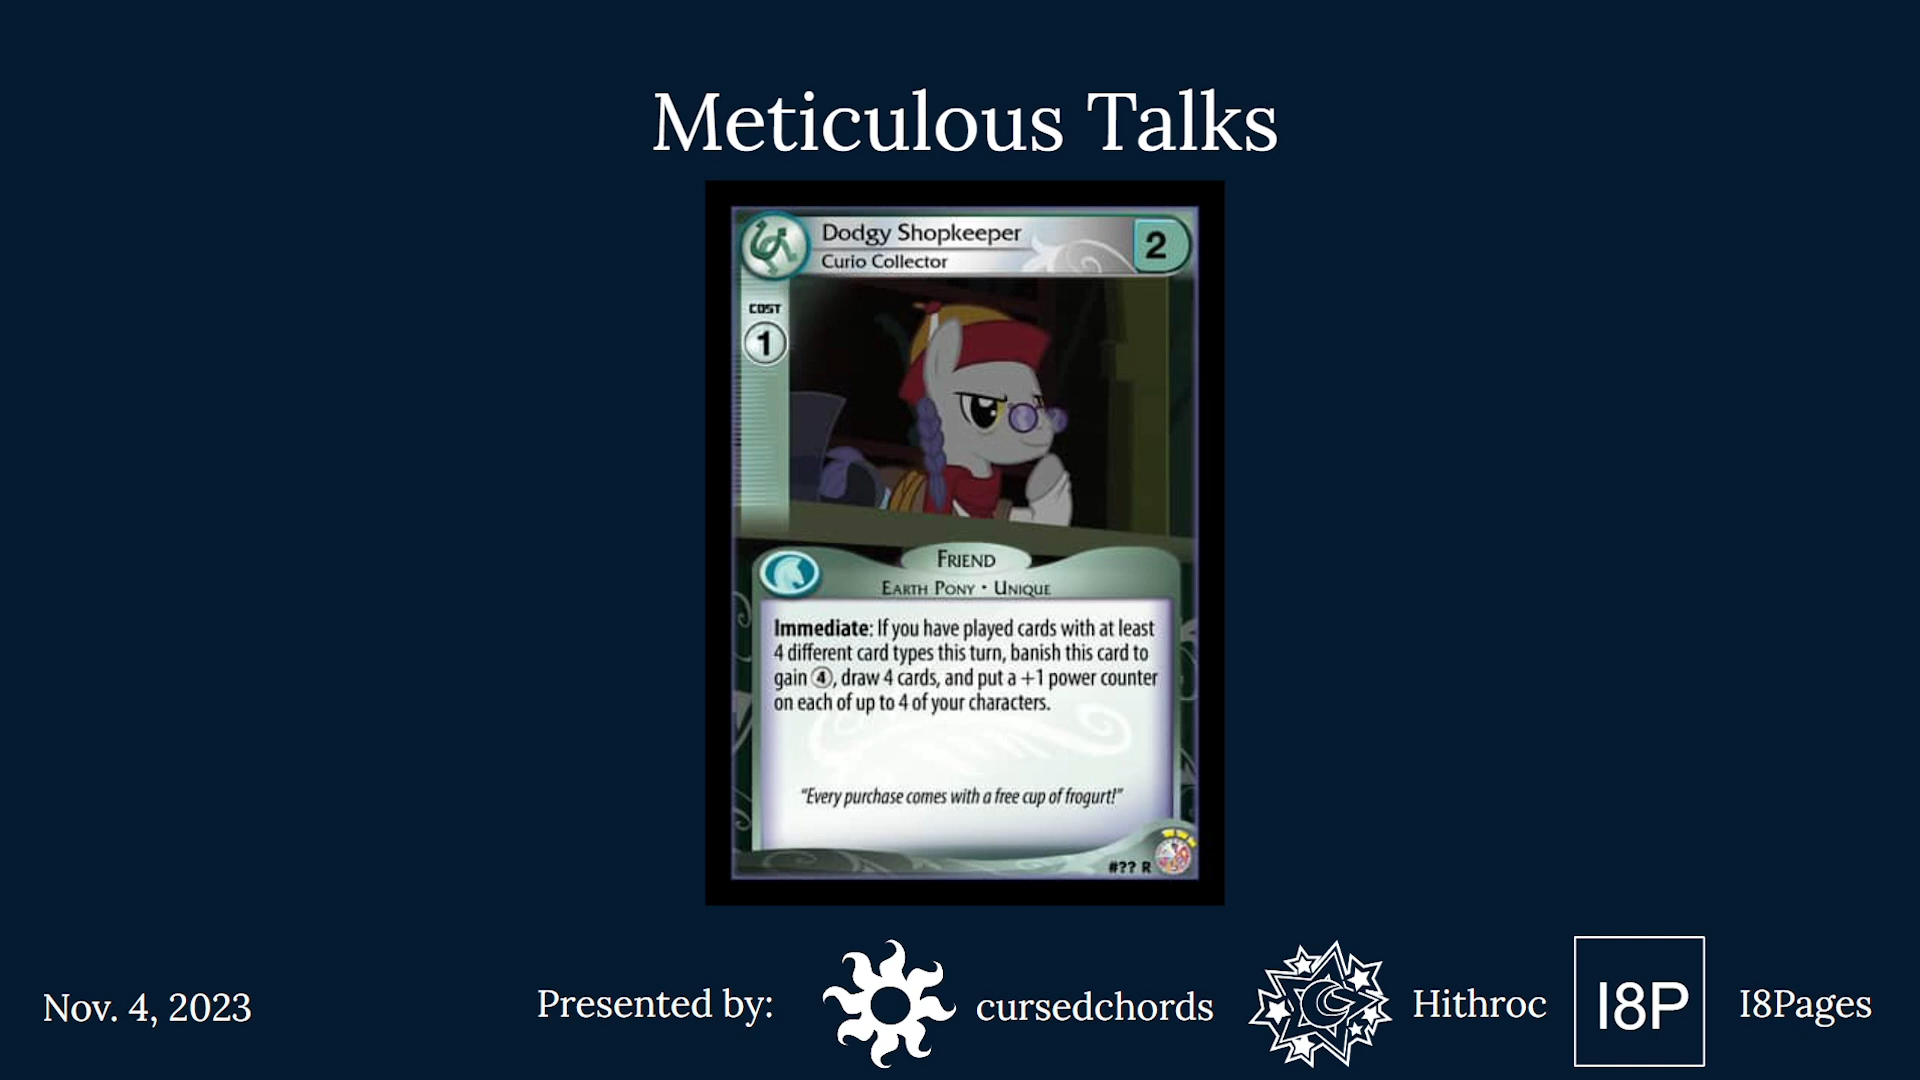 Meticulous Talks
Dodgy Shopkeeper
Curio Collector
2
COST
1
FRIEND
EARTH PONY • UNIQUE
Immediate: If you have played cards with at least
4 different card types this turn, banish this card to
gain 4, draw 4 cards, and put a +1 power counter
on each of up to 4 of your characters.
"Every purchase comes with a free cup of frogurt!"
#?? R
Nov. 4, 2023
Presented by:
cursedchords
Hithroc
I8P
I8Pages